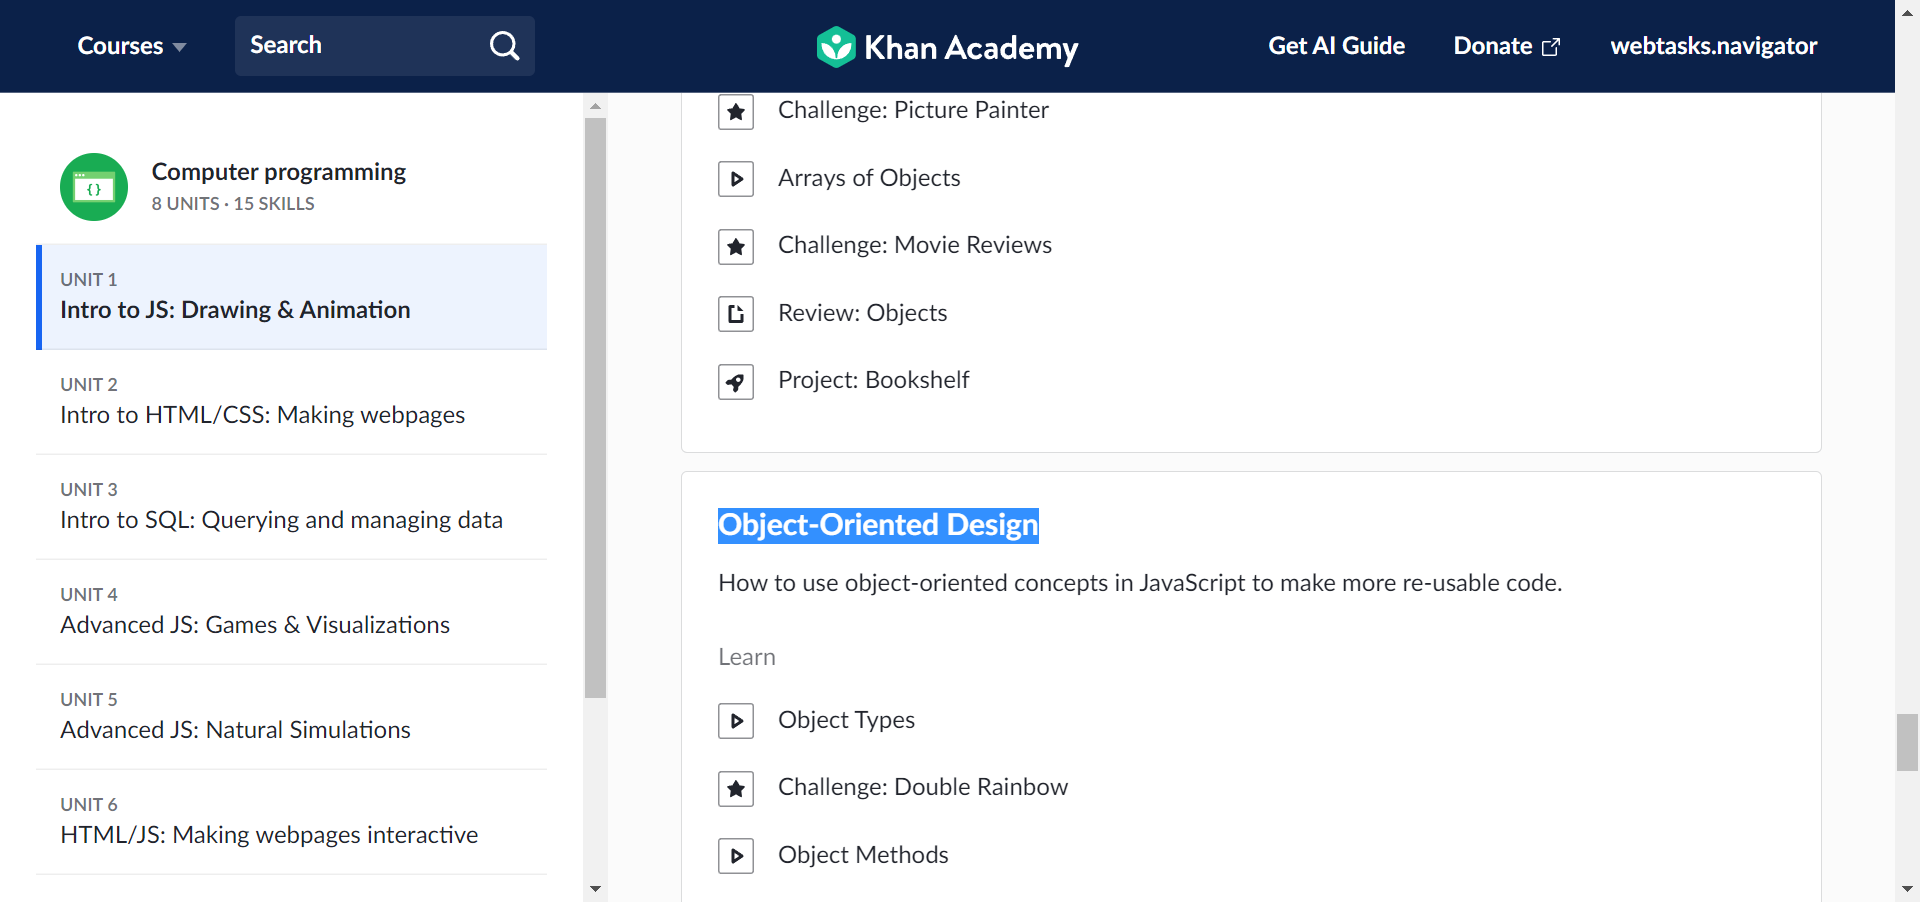 Courses
Search
Khan Academy
Get AI Guide
Donate
webtasks.navigator
Computer programming
8 UNITS · 15 SKILLS
UNIT 1
Intro to JS: Drawing & Animation
UNIT 2
Intro to HTML/CSS: Making webpages
UNIT 3
Intro to SQL: Querying and managing data
UNIT 4
Advanced JS: Games & Visualizations
UNIT 5
Advanced JS: Natural Simulations
UNIT 6
HTML/JS: Making webpages interactive
Challenge: Picture Painter
Arrays of Objects
Challenge: Movie Reviews
Review: Objects
Project: Bookshelf
Object-Oriented Design
How to use object-oriented concepts in JavaScript to make more re-usable code.
Learn
Object Types
Challenge: Double Rainbow
Object Methods